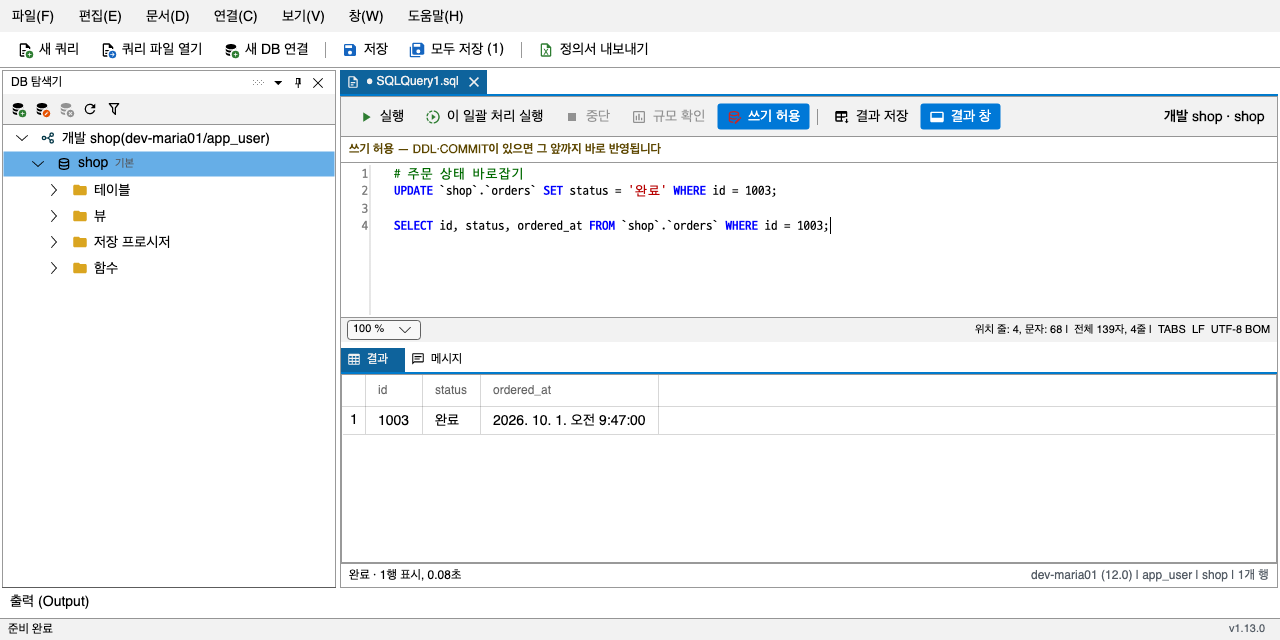 파일(F) 편집(E) 문서(D) 연결(C) 보기(V) 창(W) 도움말(H)
새 쿼리 쿼리 파일 열기 새 DB 연결 저장 모두 저장 (1) 정의서 내보내기
DB 탐색기
개발 shop(dev-maria01/app_user)
shop 기본
테이블
뷰
저장 프로시저
함수
SQLQuery1.sql
실행 이 일괄 처리 실행 중단 규모 확인 쓰기 허용 결과 저장 결과 창 개발 shop · shop
쓰기 허용 — DDL·COMMIT이 있으면 그 앞까지 바로 반영됩니다
1 # 주문 상태 바로잡기
2 UPDATE `shop`.`orders` SET status = '완료' WHERE id = 1003;
3
4 SELECT id, status, ordered_at FROM `shop`.`orders` WHERE id = 1003;
100 % 위치 줄: 4, 문자: 68 | 전체 139자, 4줄 | TABS LF UTF-8 BOM
결과 메시지
id status ordered_at
1 1003 완료 2026. 10. 1. 오전 9:47:00
완료 · 1행 표시, 0.08초 dev-maria01 (12.0) | app_user | shop | 1개 행
출력 (Output)
준비 완료 v1.13.0